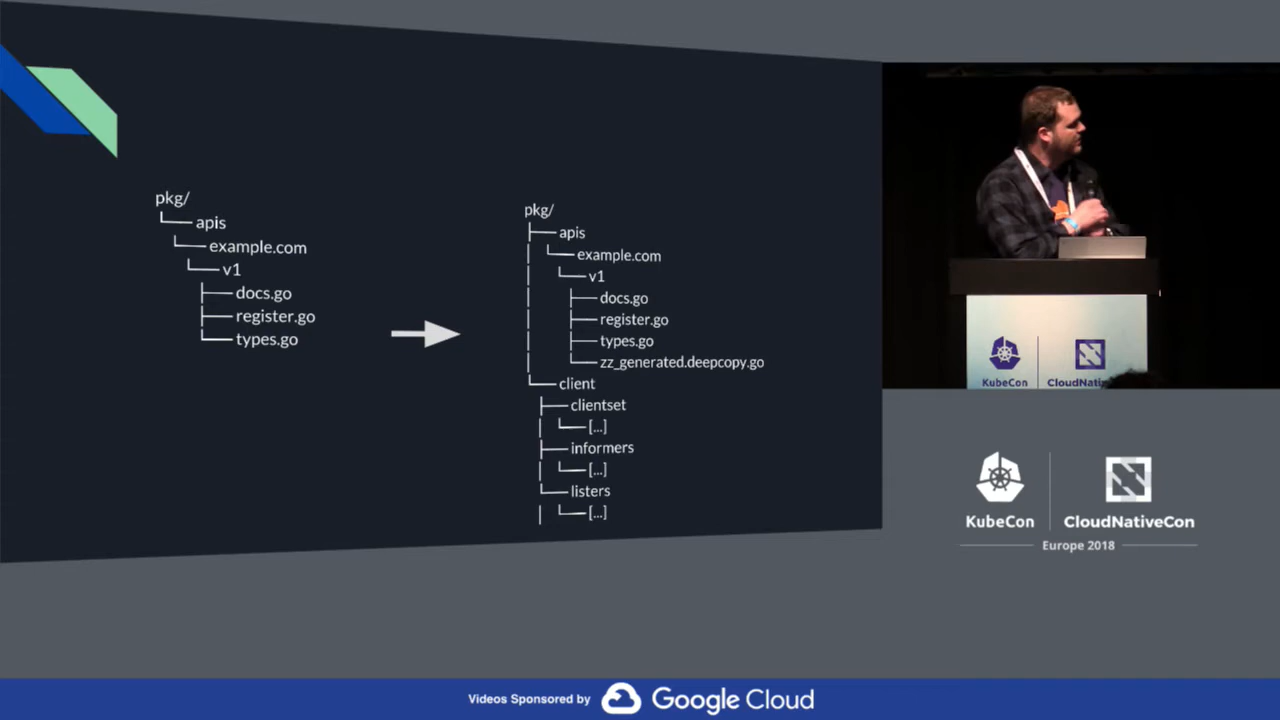 pkg/
└── apis
└── example.com
└── v1
├── docs.go
├── register.go
└── types.go
pkg/
├── apis
│ └── example.com
│ └── v1
│ ├── docs.go
│ ├── register.go
│ ├── types.go
│ └── zz_generated.deepcopy.go
└── client
├── clientset
│ └── [...]
├── informers
│ └── [...]
└── listers
│ └── [...]
KubeCon
CloudNati
KubeCon
CloudNativeCon
Europe 2018
Videos Sponsored by Google Cloud